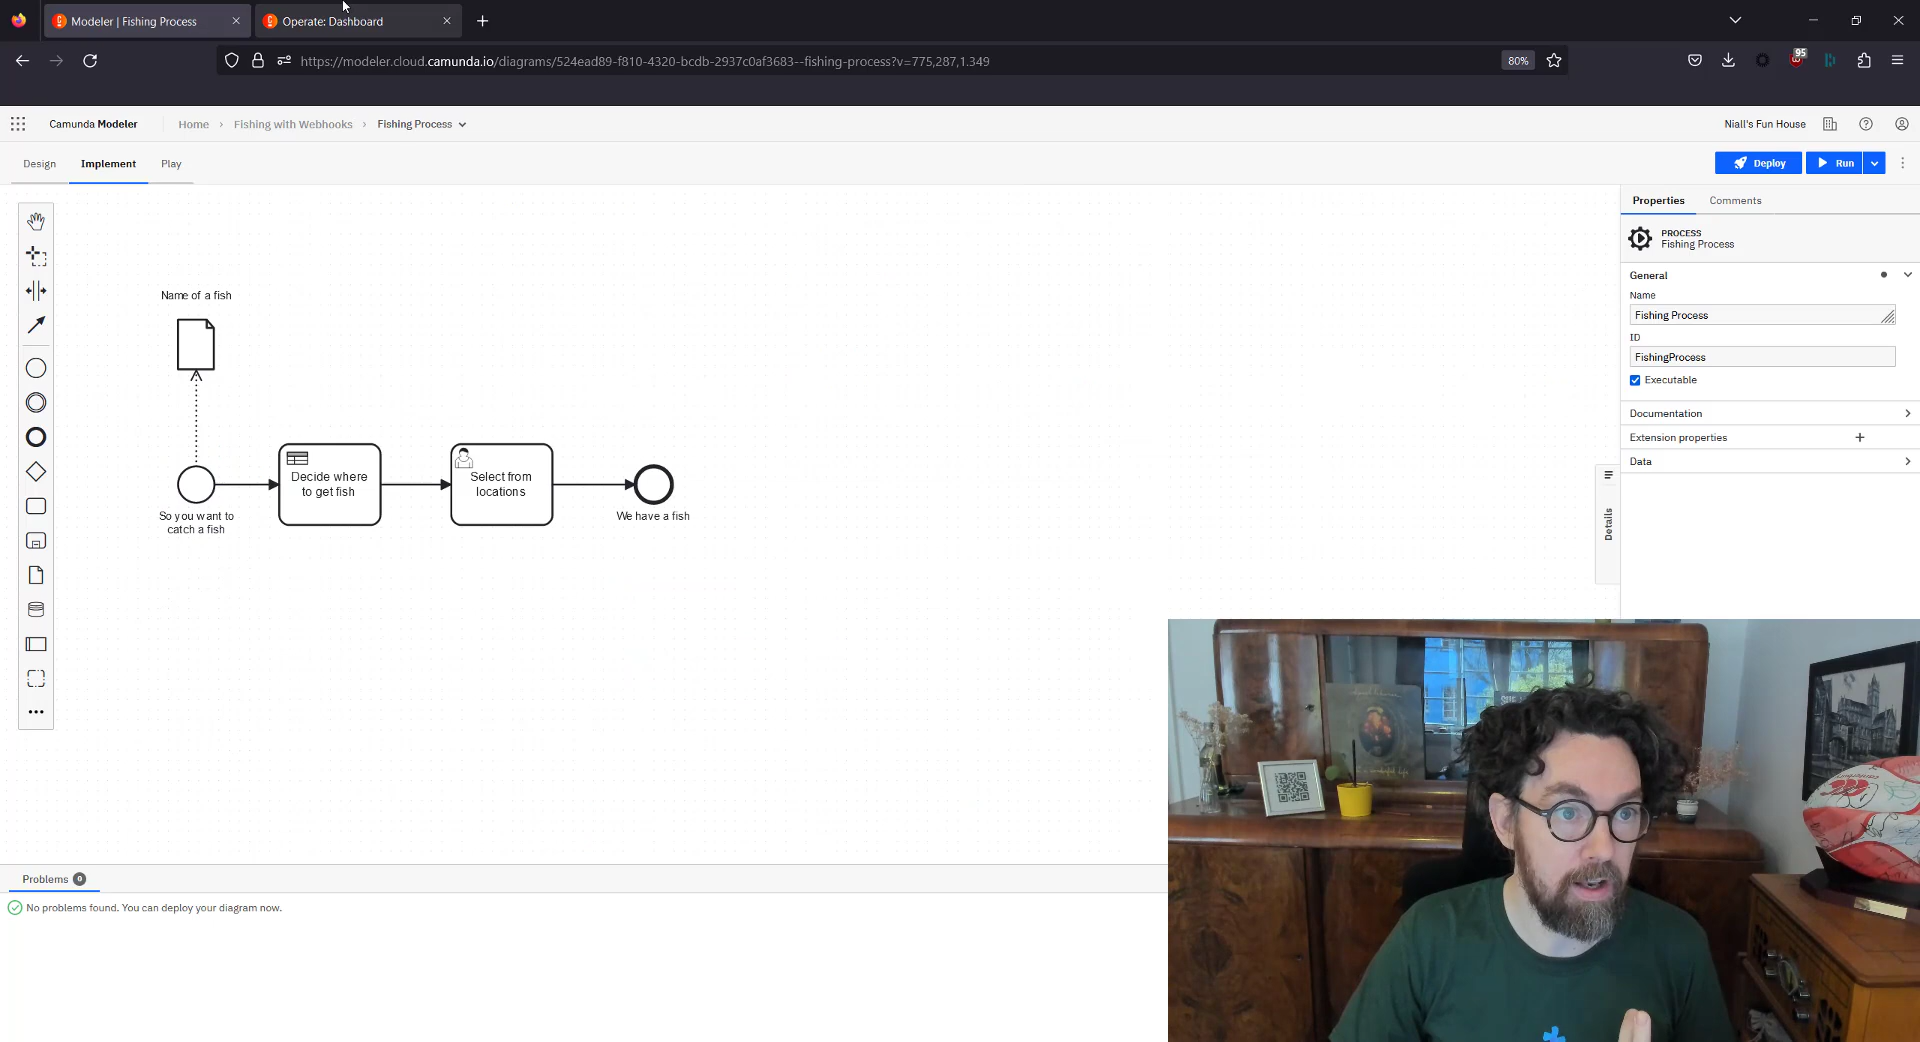 Modeler | Fishing Process
Operate: Dashboard
https://modeler.cloud.camunda.io/diagrams/524ead89-f810-4320-bcdb-2937c0af3683--fishing-process?v=775,287,1.349
80%
95
Camunda Modeler
Home
Fishing with Webhooks
Fishing Process
Niall's Fun House
Design
Implement
Play
Deploy
Run
Properties
Comments
PROCESS
Fishing Process
General
Name
Fishing Process
ID
FishingProcess
Executable
Documentation
Extension properties
Data
Details
Name of a fish
So you want to
catch a fish
Decide where
to get fish
Select from
locations
We have a fish
Problems 0
No problems found. You can deploy your diagram now.